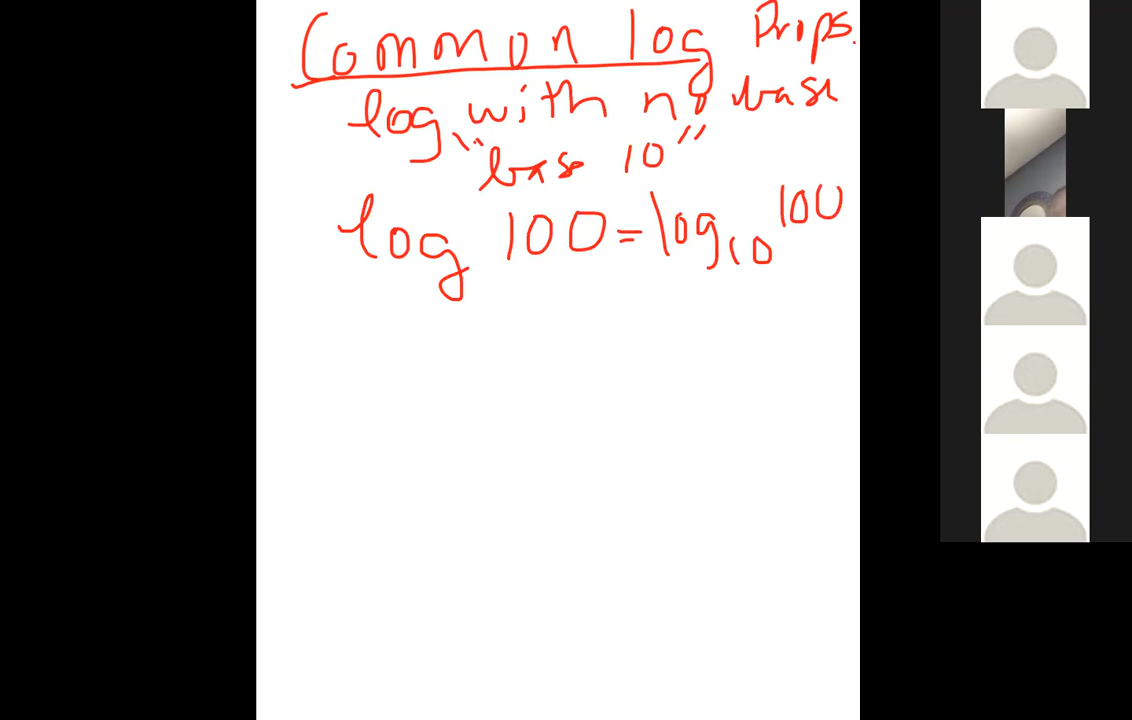 Common log Props.
log with no base
"base 10"
log 100 = log₁₀ 100